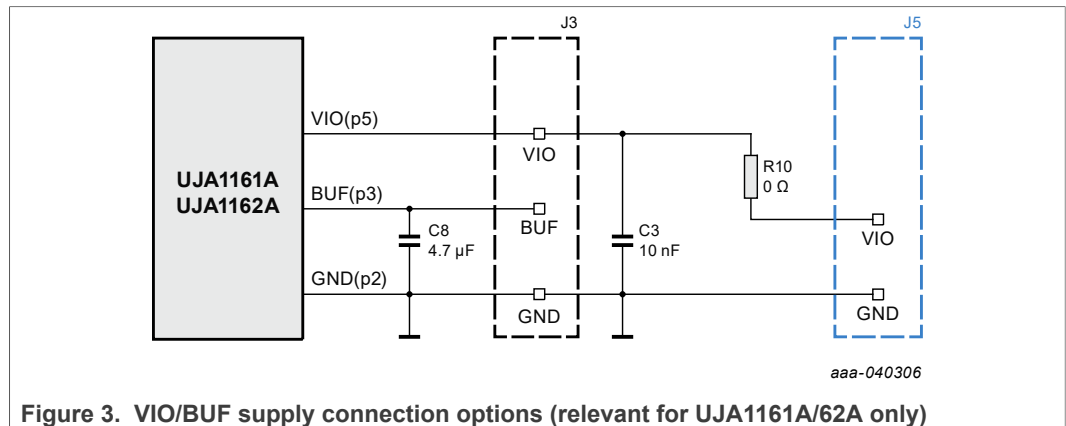 J3
J5
VIO(p5)
VIO
R10
0 Ω
UJA1161A
UJA1162A
BUF(p3)
BUF
C8
4.7 µF
C3
10 nF
VIO
GND(p2)
GND
GND
aaa-040306
Figure 3. VIO/BUF supply connection options (relevant for UJA1161A/62A only)